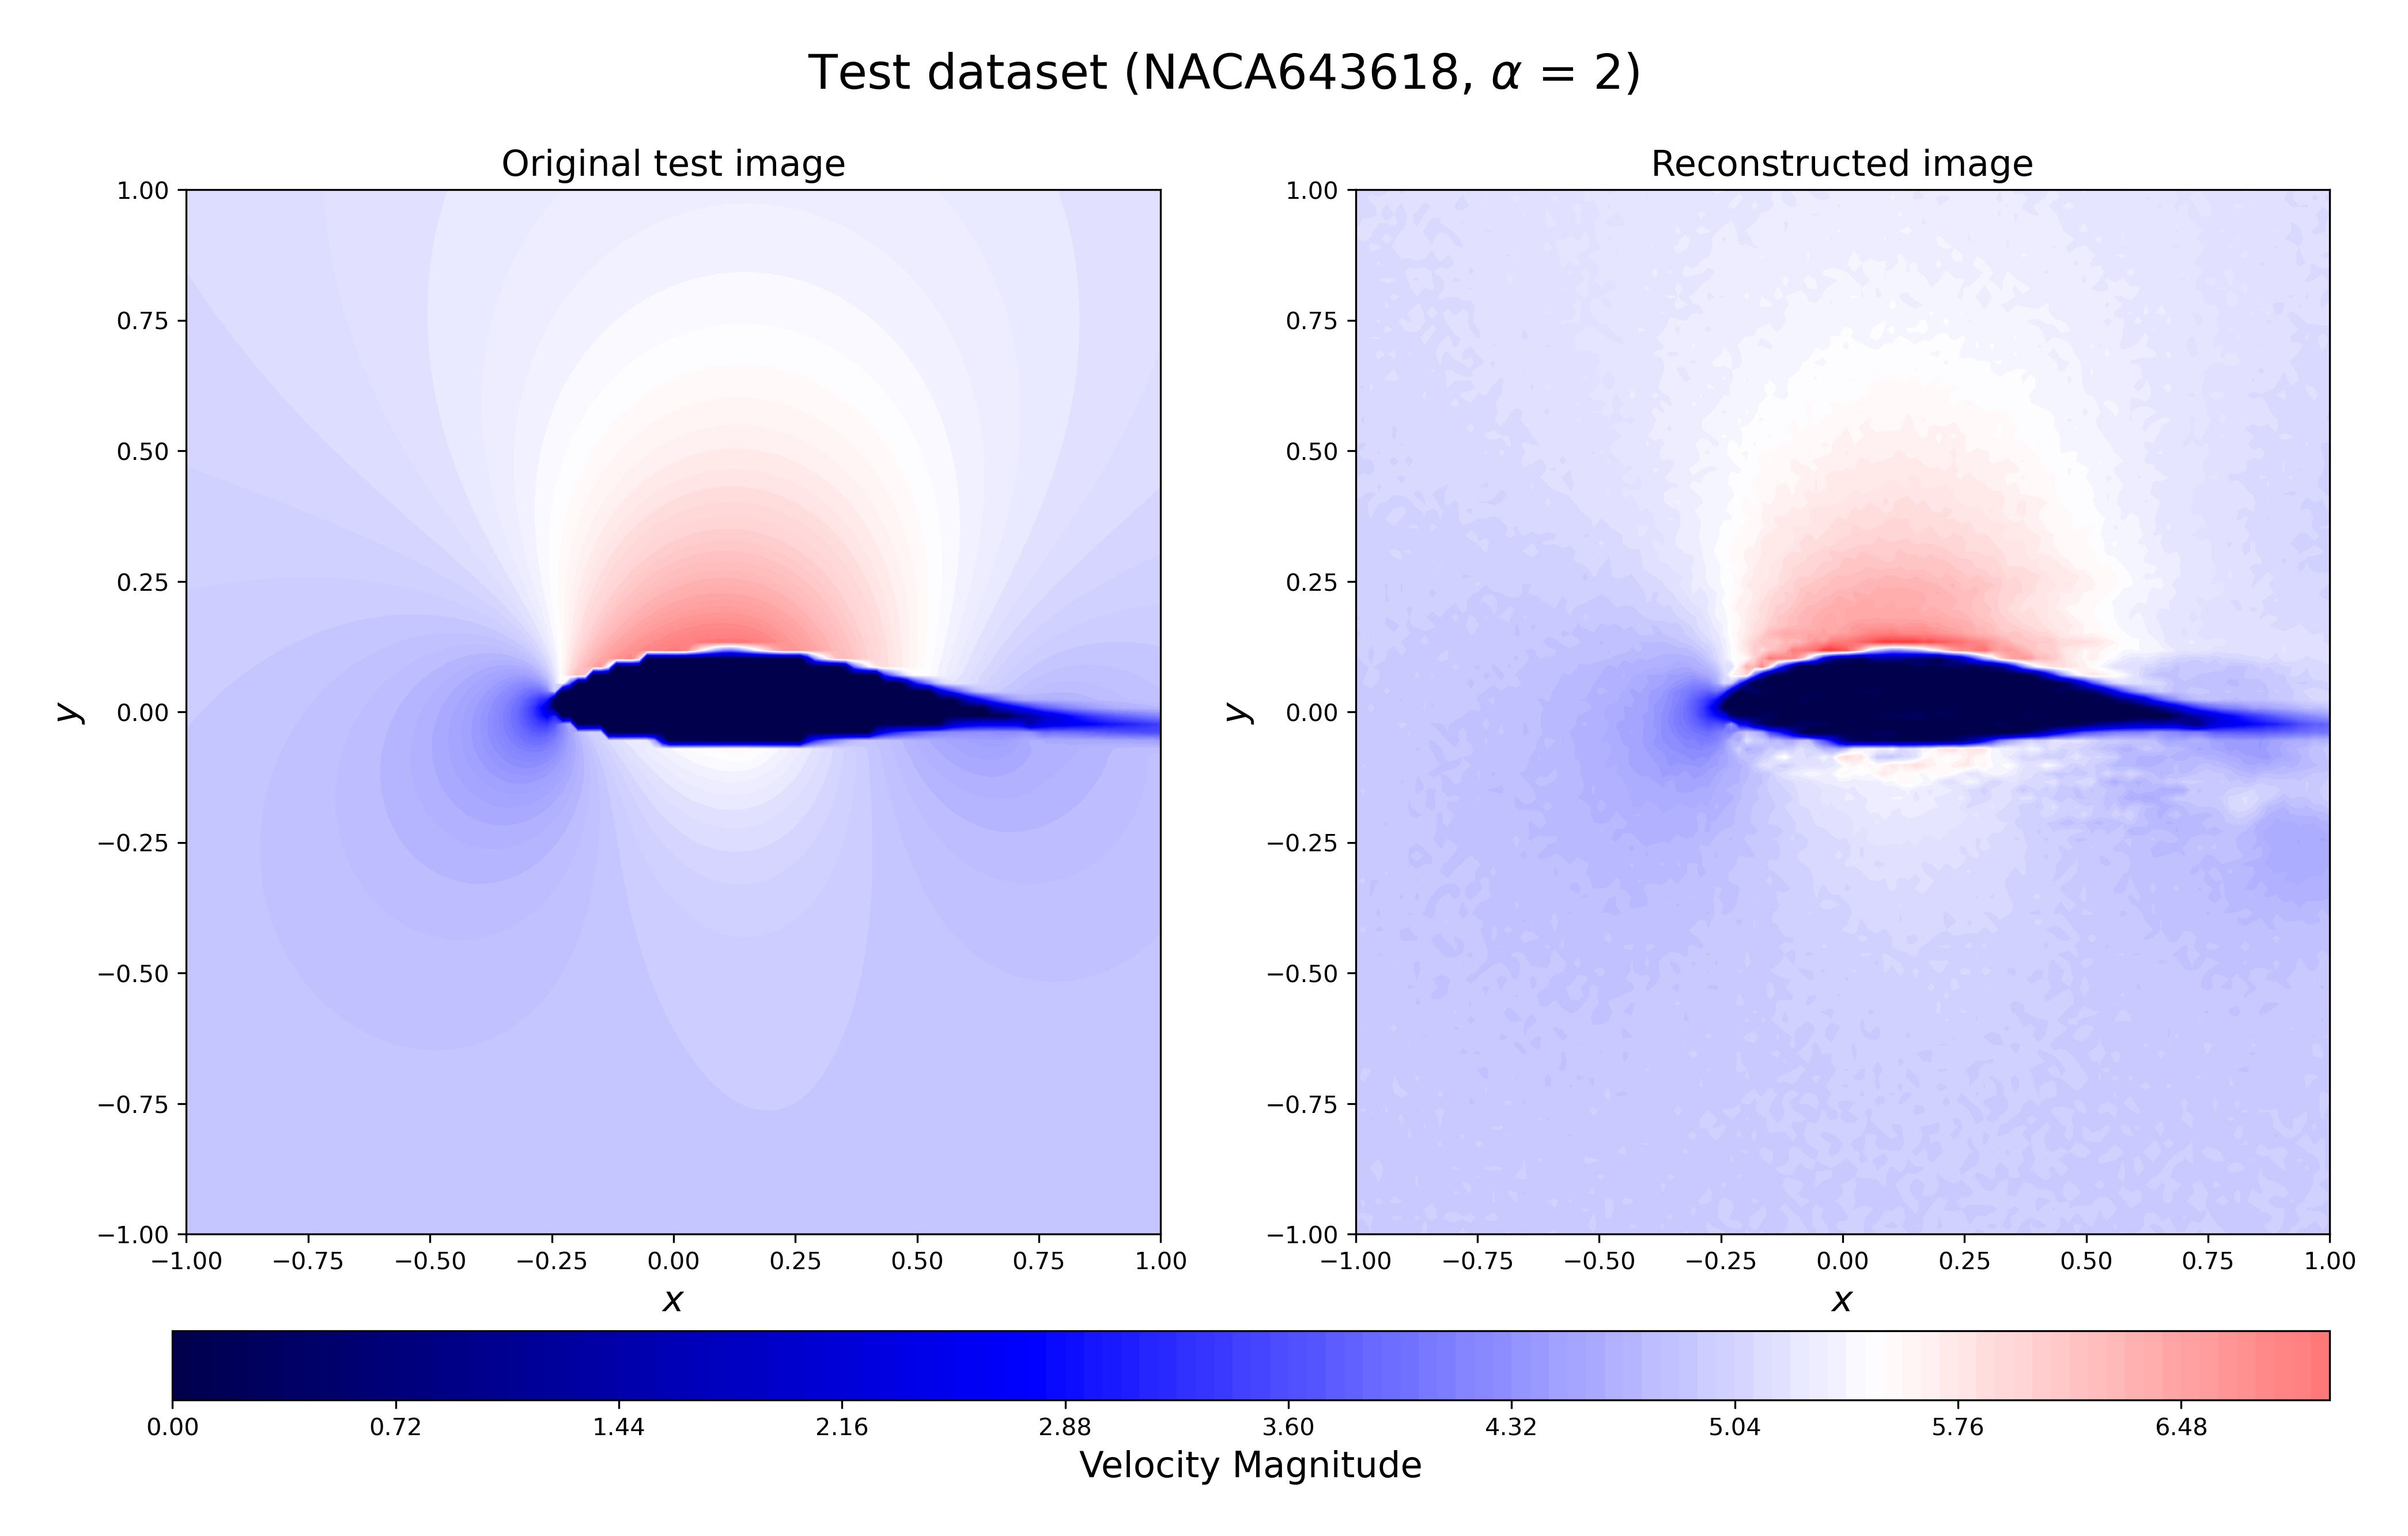 Test dataset (NACA643618, α = 2)
Original test image
Reconstructed image
1.00
0.75
0.50
0.25
0.00
−0.25
−0.50
−0.75
−1.00
y
−1.00 −0.75 −0.50 −0.25 0.00 0.25 0.50 0.75 1.00
x
1.00
0.75
0.50
0.25
0.00
−0.25
−0.50
−0.75
−1.00
y
−1.00 −0.75 −0.50 −0.25 0.00 0.25 0.50 0.75 1.00
x
0.00 0.72 1.44 2.16 2.88 3.60 4.32 5.04 5.76 6.48
Velocity Magnitude